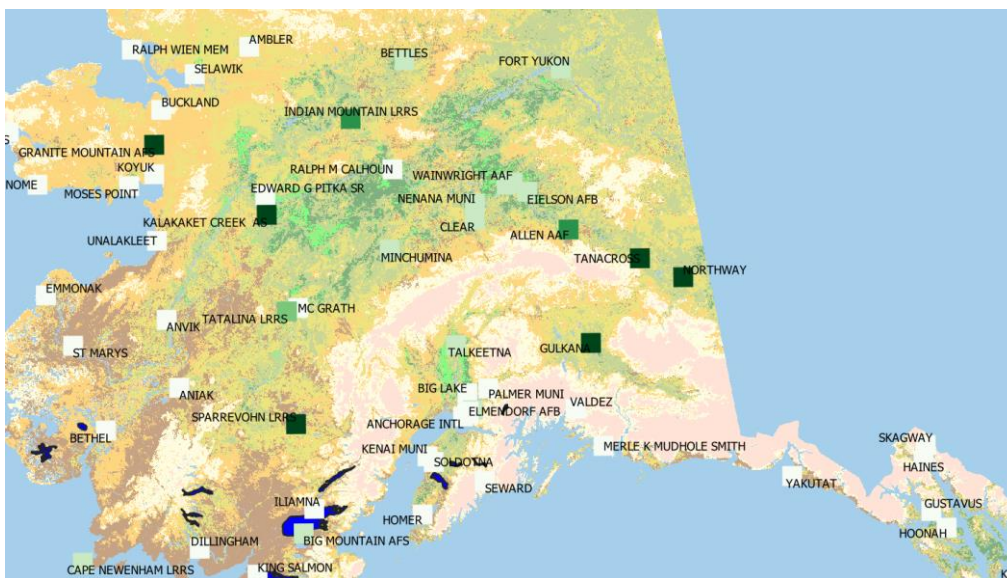 AMBLER
RALPH WIEN MEM
BETTLES
FORT YUKON
SELAWIK
BUCKLAND
INDIAN MOUNTAIN LRRS
S
GRANITE MOUNTAIN AFS
KOYUK
RALPH M CALHOUN
WAINWRIGHT AAF
NOME
MOSES POINT
EDWARD G PITKA SR
NENANA MUNI
EIELSON AFB
KALAKAKET CREEK AS
CLEAR
ALLEN AAF
UNALAKLEET
MINCHUMINA
TANACROSS
NORTHWAY
EMMONAK
MC GRATH
ANVIK
TATALINA LRRS
ST MARYS
TALKEETNA
GULKANA
ANIAK
BIG LAKE
PALMER MUNI
VALDEZ
SPARREVOHN LRRS
ELMENDORF AFB
ANCHORAGE INTL
BETHEL
KENAI MUNI
MERLE K MUDHOLE SMITH
SKAGWAY
SOLDOTNA
HAINES
SEWARD
YAKUTAT
ILIAMNA
GUSTAVUS
HOMER
HOONAH
BIG MOUNTAIN AFS
DILLINGHAM
CAPE NEWENHAM LRRS
KING SALMON
K